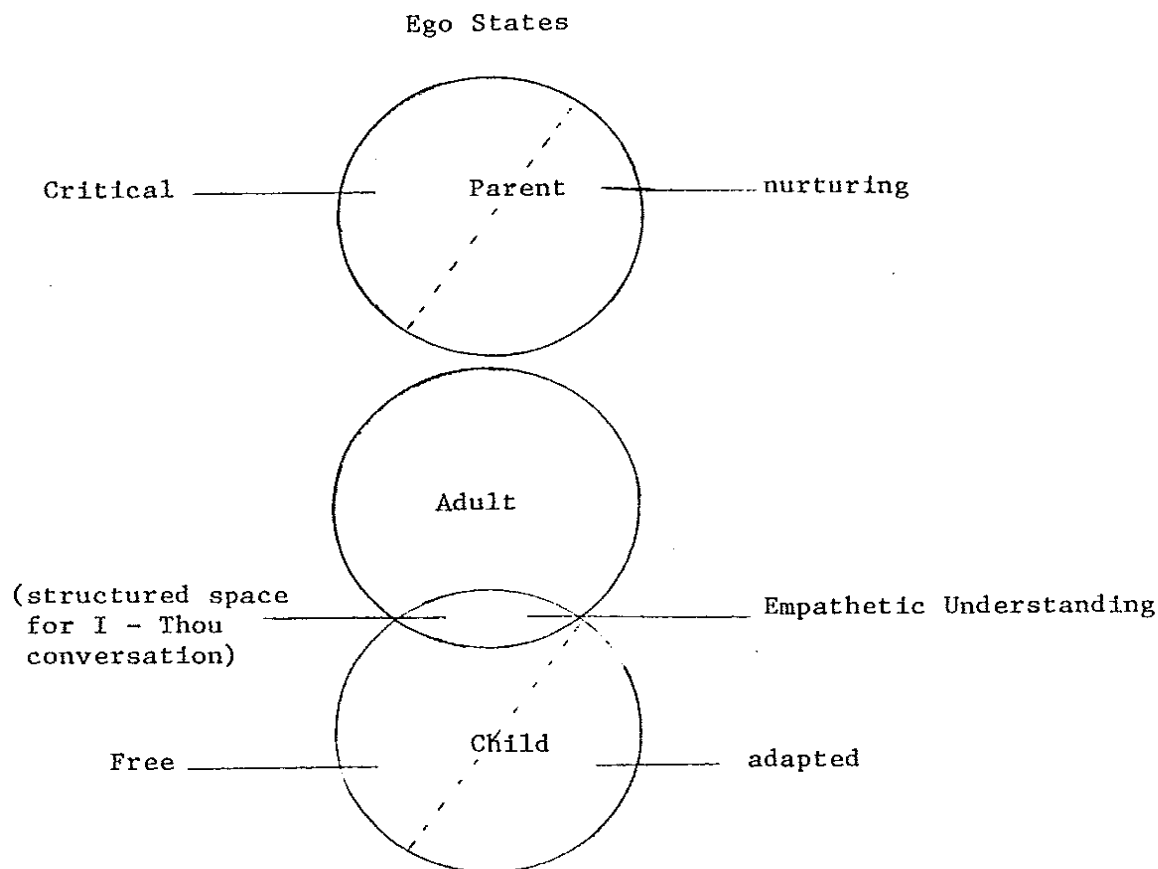 Ego States
Critical
Parent
nurturing
Adult
(structured space
for I - Thou
conversation)
Empathetic Understanding
Free
Child
adapted